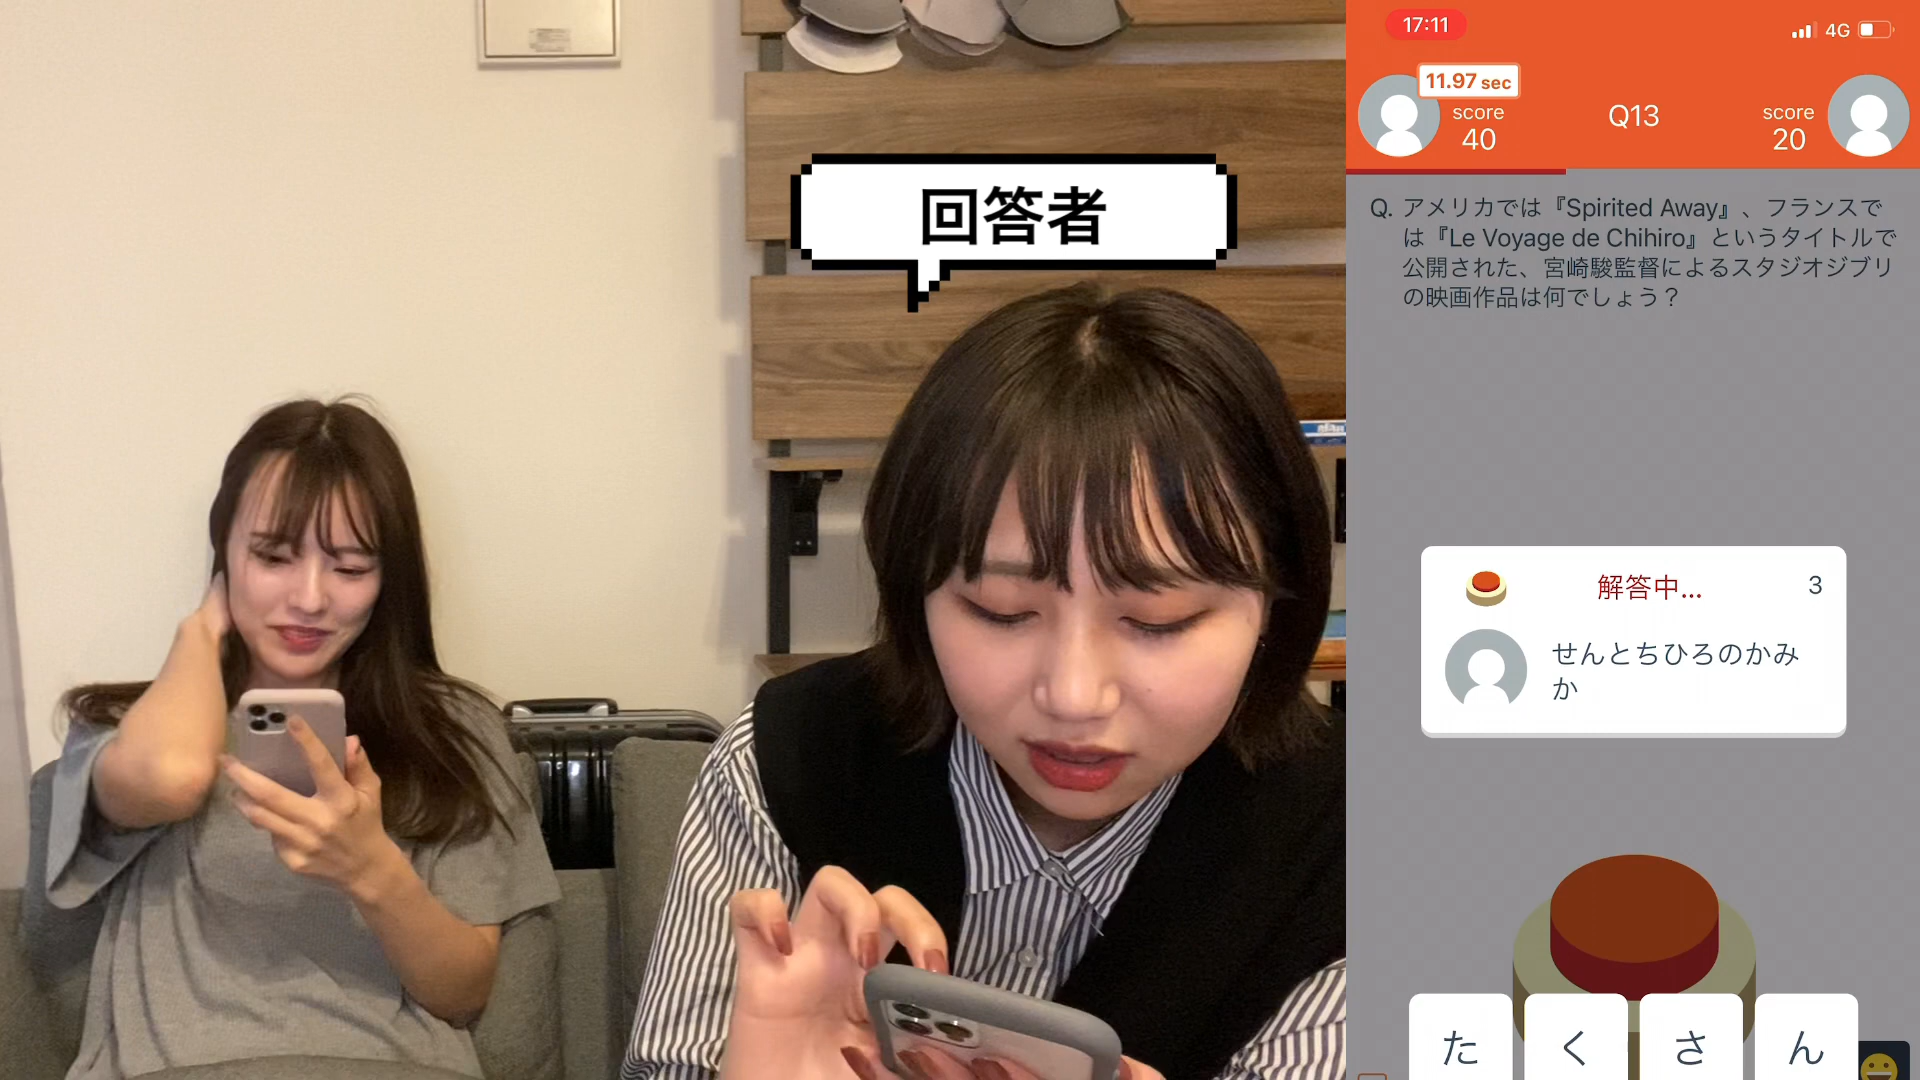 回答者
17:11
4G
11.97 sec
score
40
Q13
score
20
Q. アメリカでは『Spirited Away』、フランスで
は『Le Voyage de Chihiro』というタイトルで
公開された、宮崎駿監督によるスタジオジブリ
の映画作品は何でしょう？
解答中...
3
せんとちひろのかみ
か
た
く
さ
ん